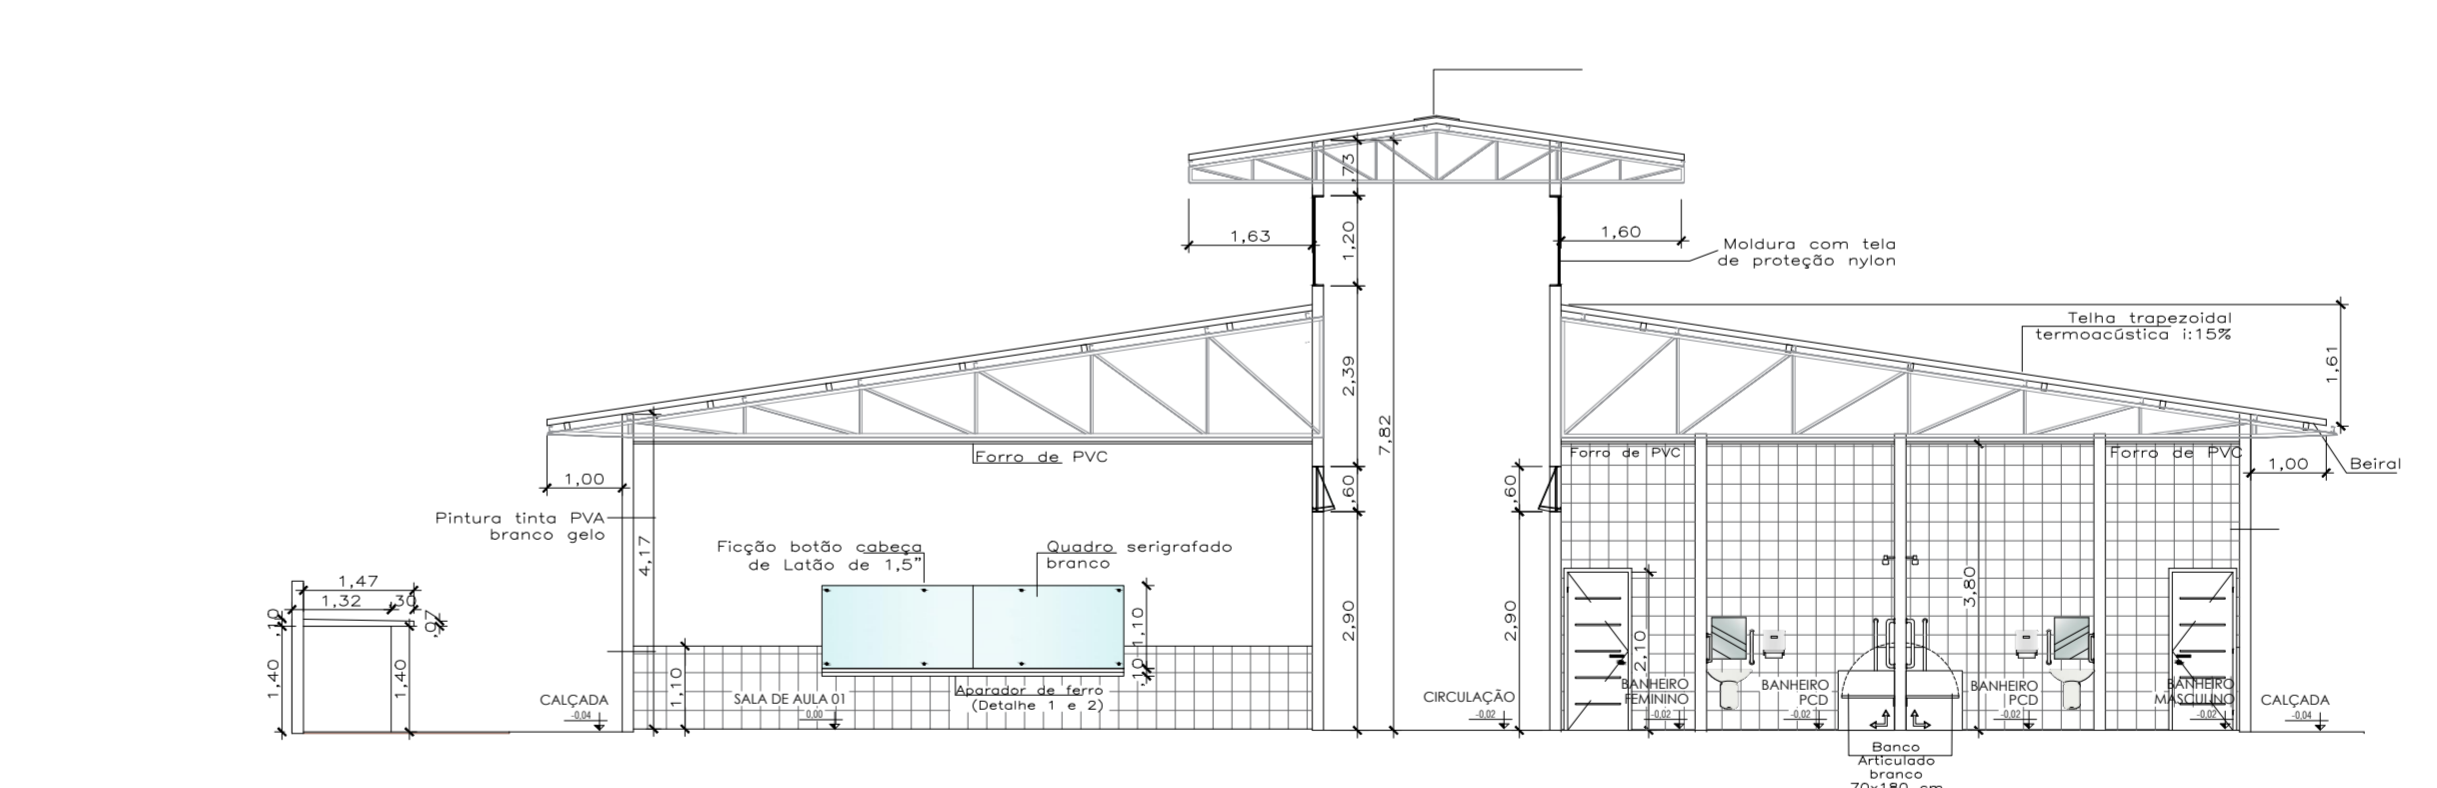 ,73
1,63
1,20
1,60
Moldura com tela
de proteção nylon
Telha trapezoidal
termoacústica i:15%
1,61
2,39
7,82
Forro de PVC
Forro de PVC
Forro de PVC
1,00
1,00
Beiral
,60
,60
Pintura tinta PVA
branco gelo
4,17
Ficção botão cabeça
de Latão de 1,5”
Quadro serigrafado
branco
1,47
1,32
,30
,10
,07
1,40
1,40
1,10
1,10
,10
2,90
2,90
2,10
3,80
CALÇADA
-0,04
SALA DE AULA 01
0,00
Aparador de ferro
(Detalhe 1 e 2)
CIRCULAÇÃO
-0,02
BANHEIRO
FEMININO
-0,02
BANHEIRO
PCD
-0,02
BANHEIRO
PCD
-0,02
BANHEIRO
MASCULINO
-0,02
CALÇADA
-0,04
Banco
Articulado
branco
70x180 cm